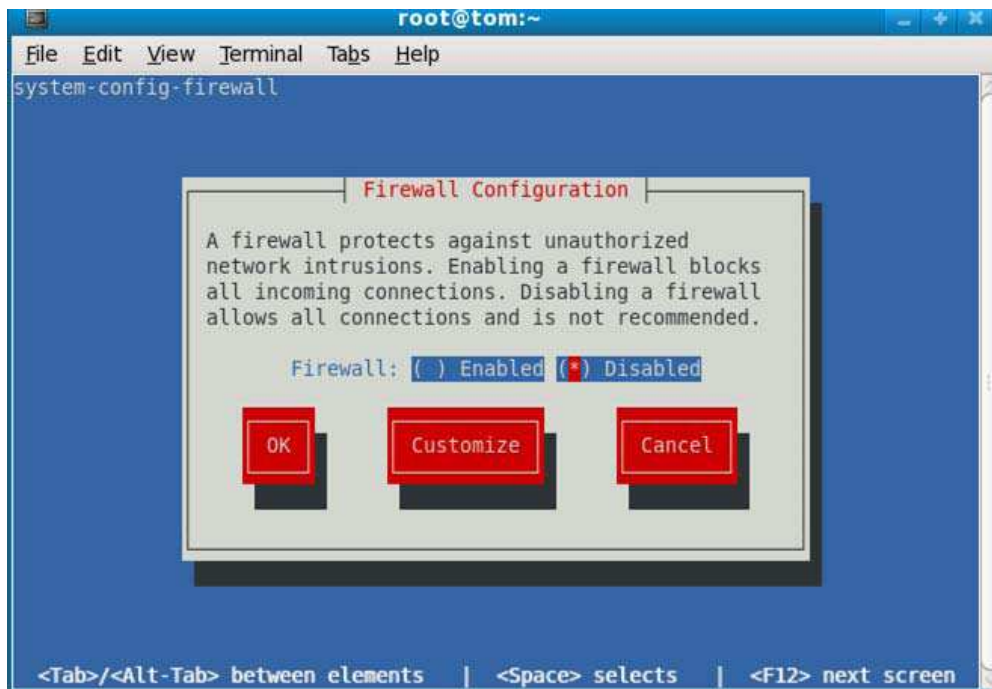 root@tom:~
File Edit View Terminal Tabs Help
system-config-firewall
Firewall Configuration
A firewall protects against unauthorized
network intrusions. Enabling a firewall blocks
all incoming connections. Disabling a firewall
allows all connections and is not recommended.
Firewall: ( ) Enabled (*) Disabled
OK Customize Cancel
<Tab>/<Alt-Tab> between elements | <Space> selects | <F12> next screen